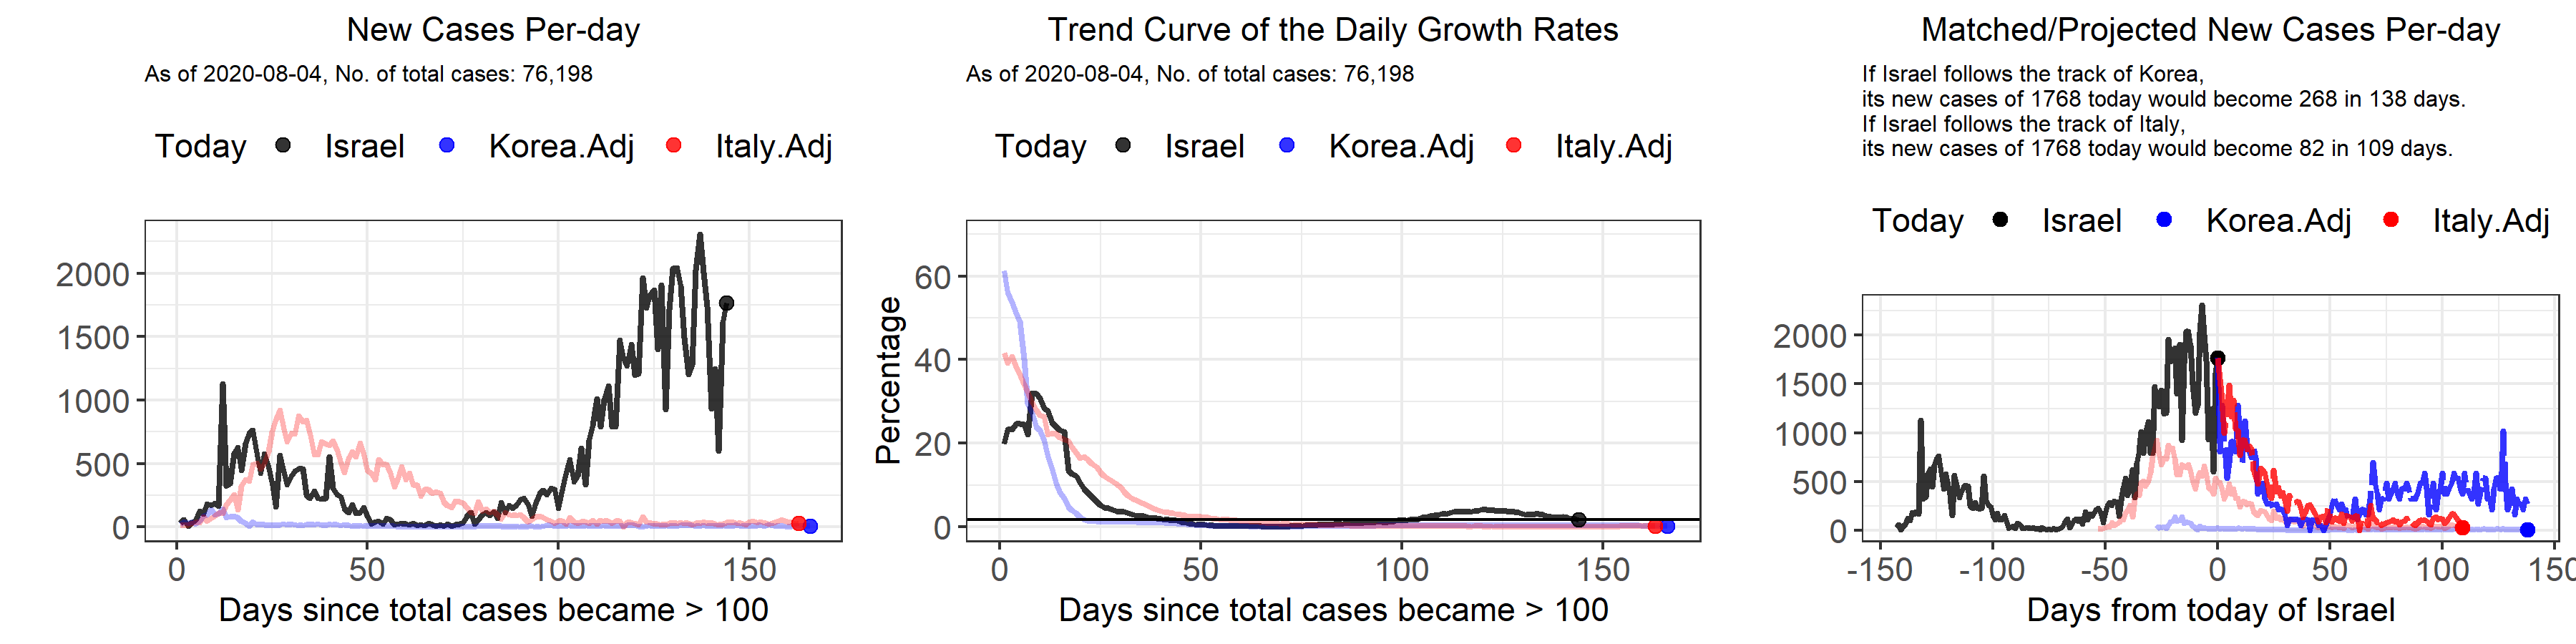 New Cases Per-day
As of 2020-08-04, No. of total cases: 76,198
Today Israel Korea.Adj Italy.Adj
2000
1500
1000
500
0
0 50 100 150
Days since total cases became > 100
Trend Curve of the Daily Growth Rates
As of 2020-08-04, No. of total cases: 76,198
Today Israel Korea.Adj Italy.Adj
Percentage
60
40
20
0
0 50 100 150
Days since total cases became > 100
Matched/Projected New Cases Per-day
If Israel follows the track of Korea,
its new cases of 1768 today would become 268 in 138 days.
If Israel follows the track of Italy,
its new cases of 1768 today would become 82 in 109 days.
Today Israel Korea.Adj Italy.Adj
2000
1500
1000
500
0
-150 -100 -50 0 50 100 150
Days from today of Israel